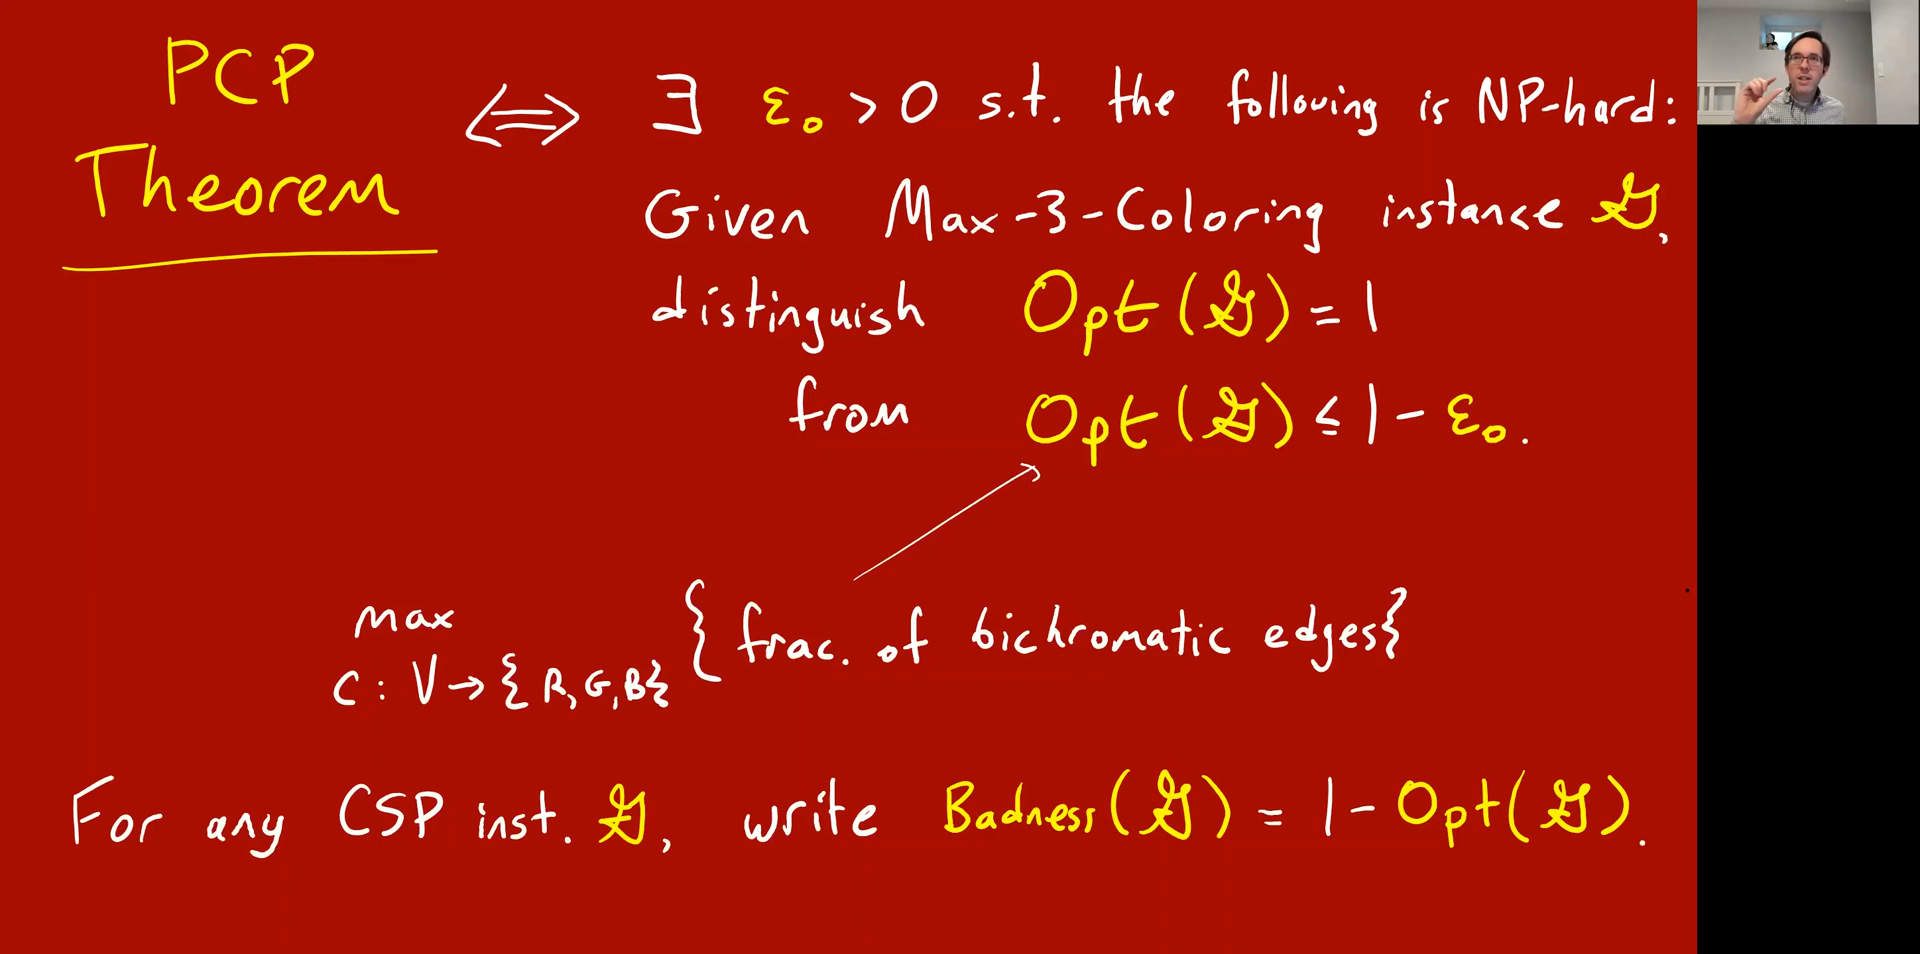 PCP
Theorem
⇔ ∃ ε₀ > 0 s.t. the following is NP-hard:
Given Max-3-Coloring instance 𝒢,
distinguish Opt(𝒢) = 1
from Opt(𝒢) ≤ 1 - ε₀.
max
c: V → {R,G,B} {frac. of bichromatic edges}
For any CSP inst. 𝒢, write Badness(𝒢) = 1 - Opt(𝒢).